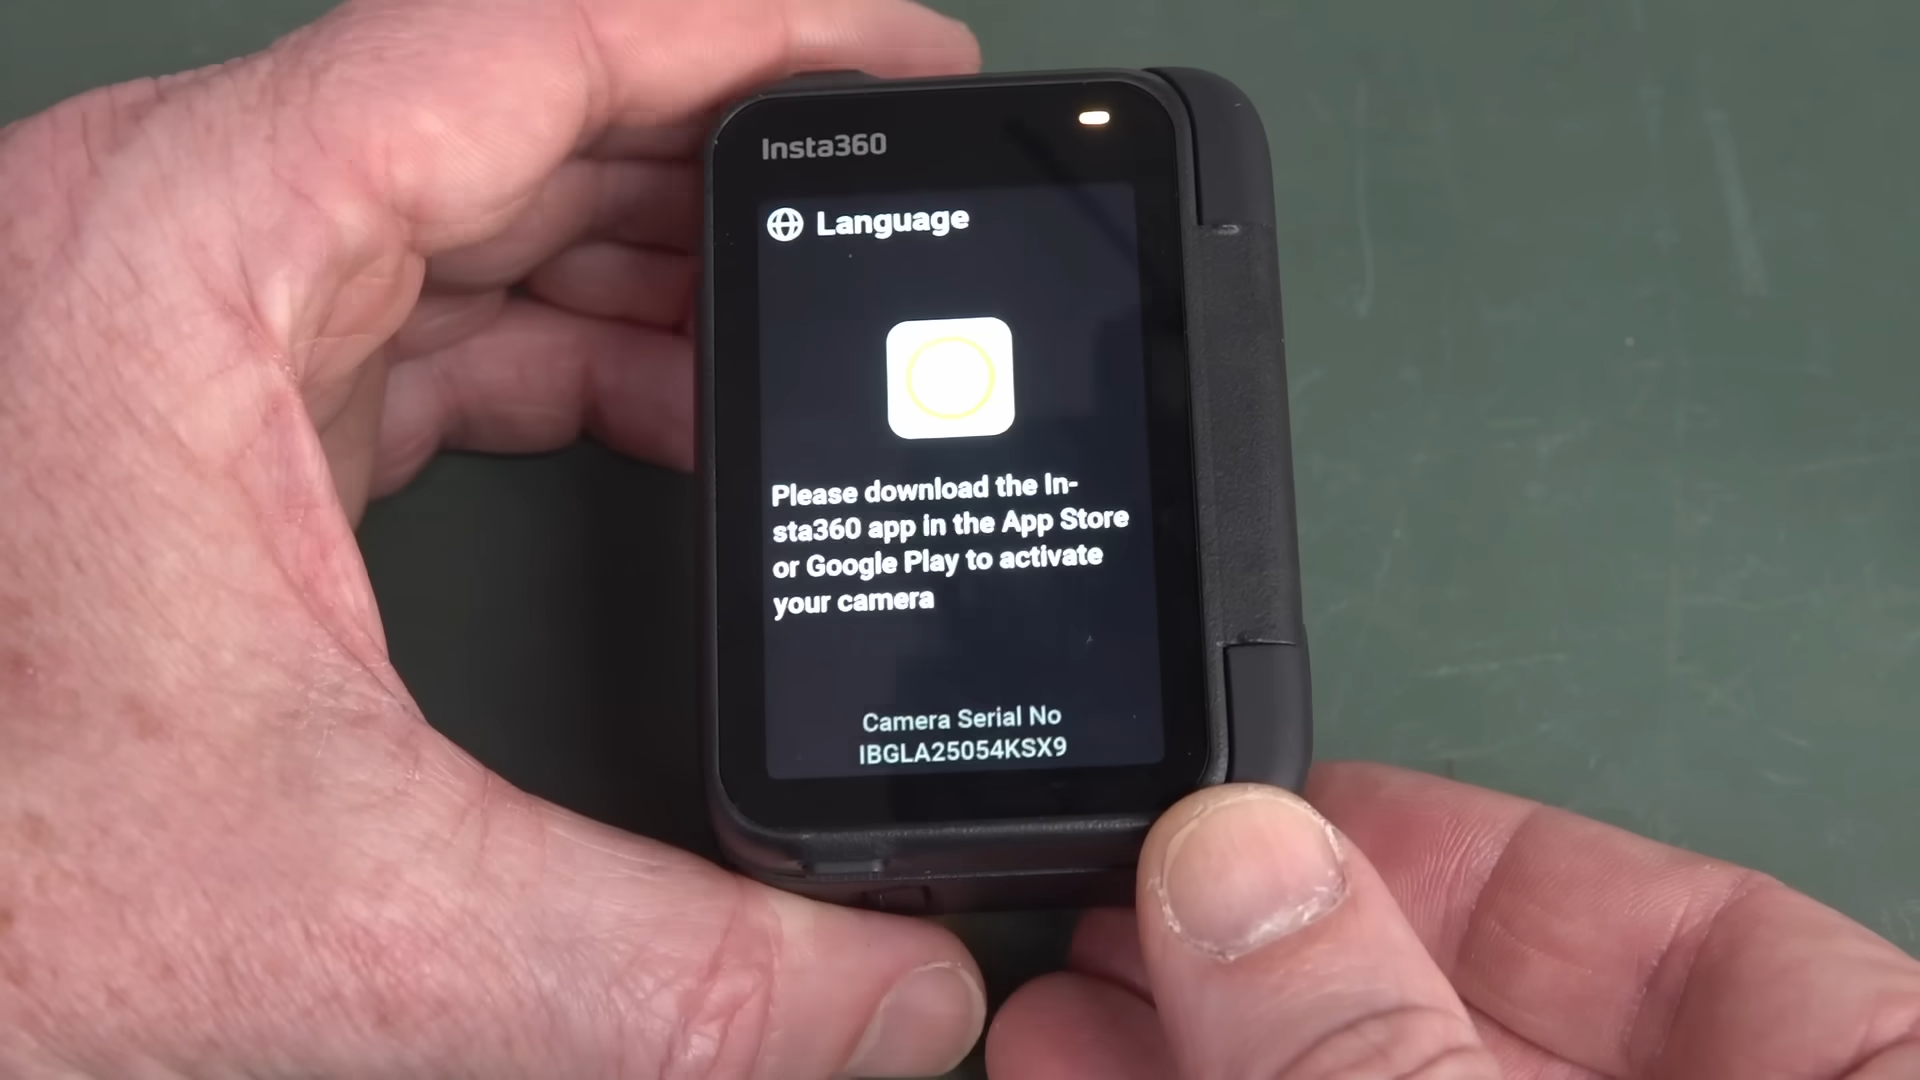 Insta360
Language
Please download the In-
sta360 app in the App Store
or Google Play to activate
your camera
Camera Serial No
IBGLA25054KSX9